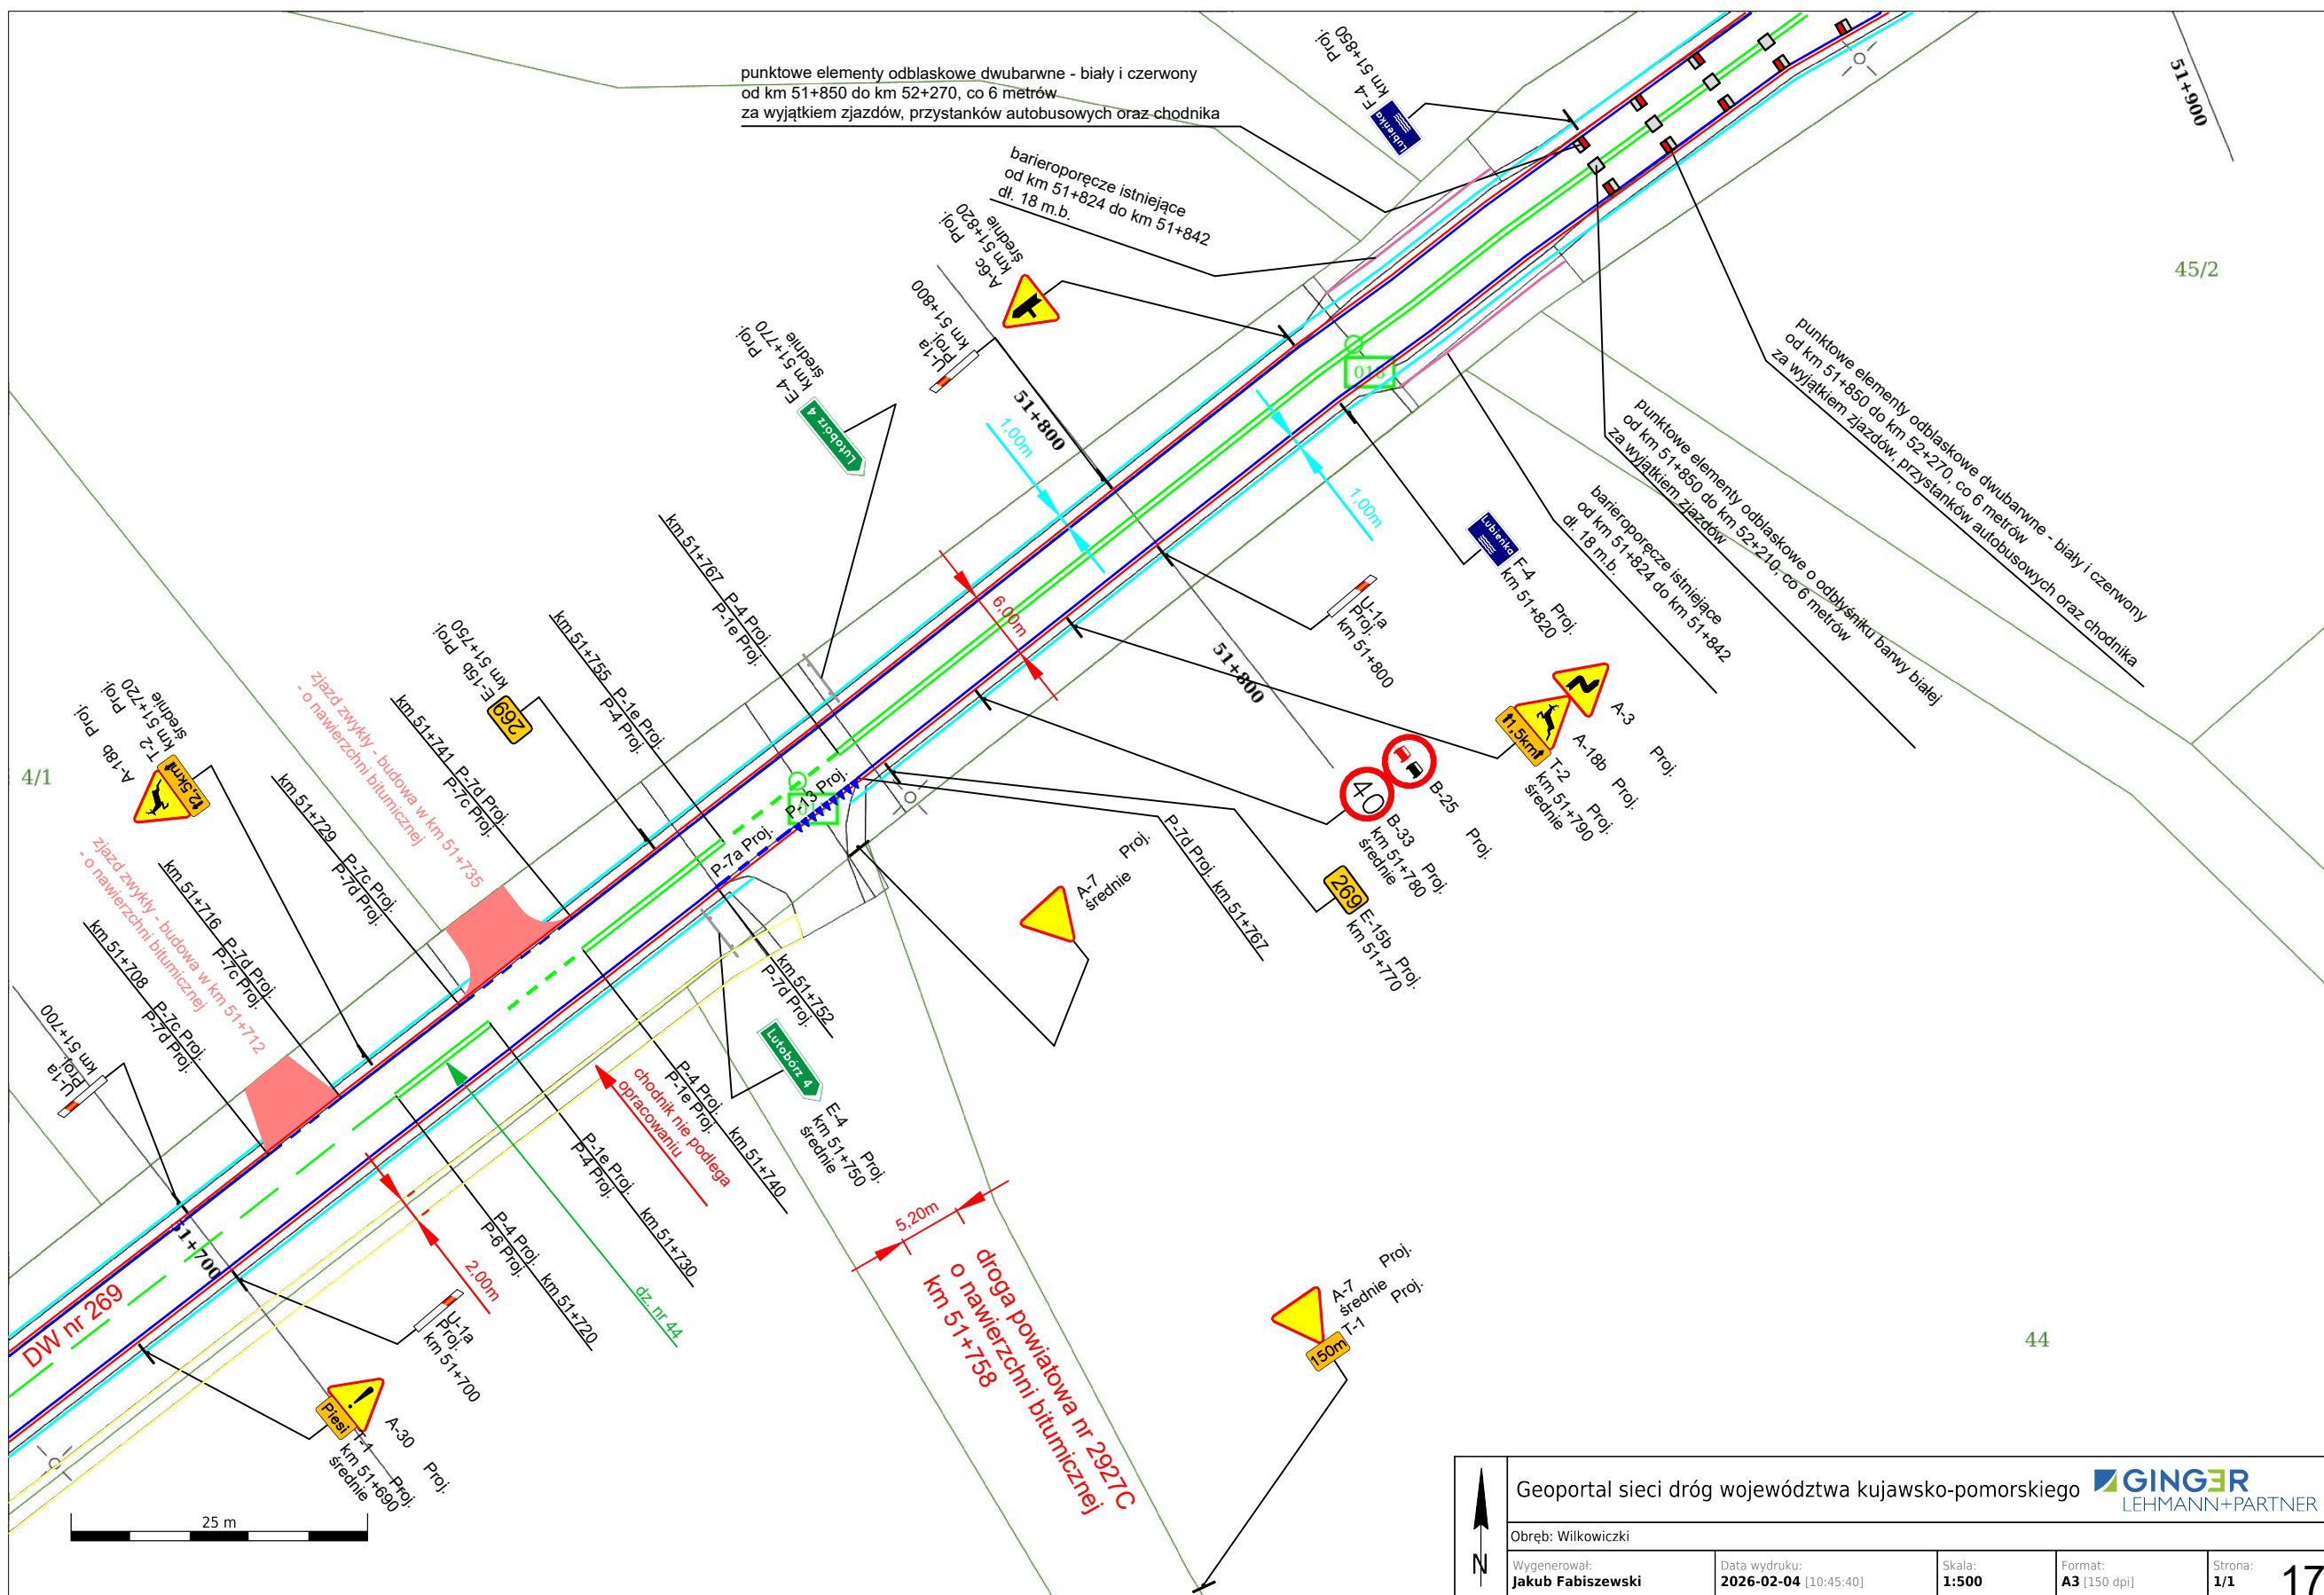 punktowe elementy odblaskowe dwubarwne - biały i czerwony
od km 51+850 do km 52+270, co 6 metrów
za wyjątkiem zjazdów, przystanków autobusowych oraz chodnika
F-4
km 51+850
Proj.
Lubieńka
51+900
barieroporęcze istniejące
od km 51+824 do km 51+842
dł. 18 m.b.
A-6c
km 51+820
średnie
Proj.
U-1a
Proj.
km 51+800
51+800
1,00m
E-4
km 51+770
średnie
Proj.
Lutobórz 4
45/2
punktowe elementy odblaskowe dwubarwne - biały i czerwony
od km 51+850 do km 52+270, co 6 metrów
za wyjątkiem zjazdów, przystanków autobusowych oraz chodnika
punktowe elementy odblaskowe o odbłyśniku barwy białej
od km 51+850 do km 52+210, co 6 metrów
za wyjątkiem zjazdów
barieroporęcze istniejące
od km 51+824 do km 51+842
dł. 18 m.b.
1,00m
Lubieńka
F-4 Proj.
km 51+820
U-1a
Proj.
km 51+800
51+800
6,00m
km 51+767 P-4 Proj.
P-1e Proj.
km 51+755 P-1e Proj.
P-4 Proj.
E-15b
km 51+750
Proj.
269
km 51+741 P-7d Proj.
P-7c Proj.
zjazd zwykły - budowa w km 51+735
- o nawierzchni bitumicznej
T-2 Proj.
km 51+720
średnie
A-18b Proj.
2,5km
4/1
km 51+729 P-7c Proj.
P-7d Proj.
zjazd zwykły - budowa w km 51+712
- o nawierzchni bitumicznej
km 51+716 P-7d Proj.
P-7c Proj.
km 51+708 P-7c Proj.
P-7d Proj.
U-1a
Proj.
km 51+700
51+700
DW nr 269
P-13 Proj.
P-7a Proj.
A-3 Proj.
A-18b Proj.
11,5km
T-2 Proj.
km 51+790
średnie
B-25 Proj.
40
B-33 Proj.
km 51+780
średnie
269
E-15b Proj.
km 51+770
P-7d Proj. km 51+767
A-7 Proj.
średnie
km 51+752
P-7d Proj.
Lutobórz 4
E-4 Proj.
km 51+750
średnie
P-4 Proj. km 51+740
P-1e Proj.
chodnik nie podlega
opracowaniu
P-1e Proj. km 51+730
P-4 Proj.
dz. nr 44
P-4 Proj. km 51+720
P-6 Proj.
2,00m
U-1a
Proj.
km 51+700
A-30 Proj.
Piesi
T-1 Proj.
km 51+690
średnie
5,20m
droga powiatowa nr 2927C
o nawierzchni bitumicznej
km 51+758
A-7 Proj.
średnie
T-1 Proj.
150m
44
25 m
N
Geoportal sieci dróg województwa kujawsko-pomorskiego
GINGER
LEHMANN+PARTNER
Obręb: Wilkowiczki
Wygenerował:
Jakub Fabiszewski
Data wydruku:
2026-02-04 [10:45:40]
Skala:
1:500
Format:
A3 [150 dpi]
Strona:
1/1
17